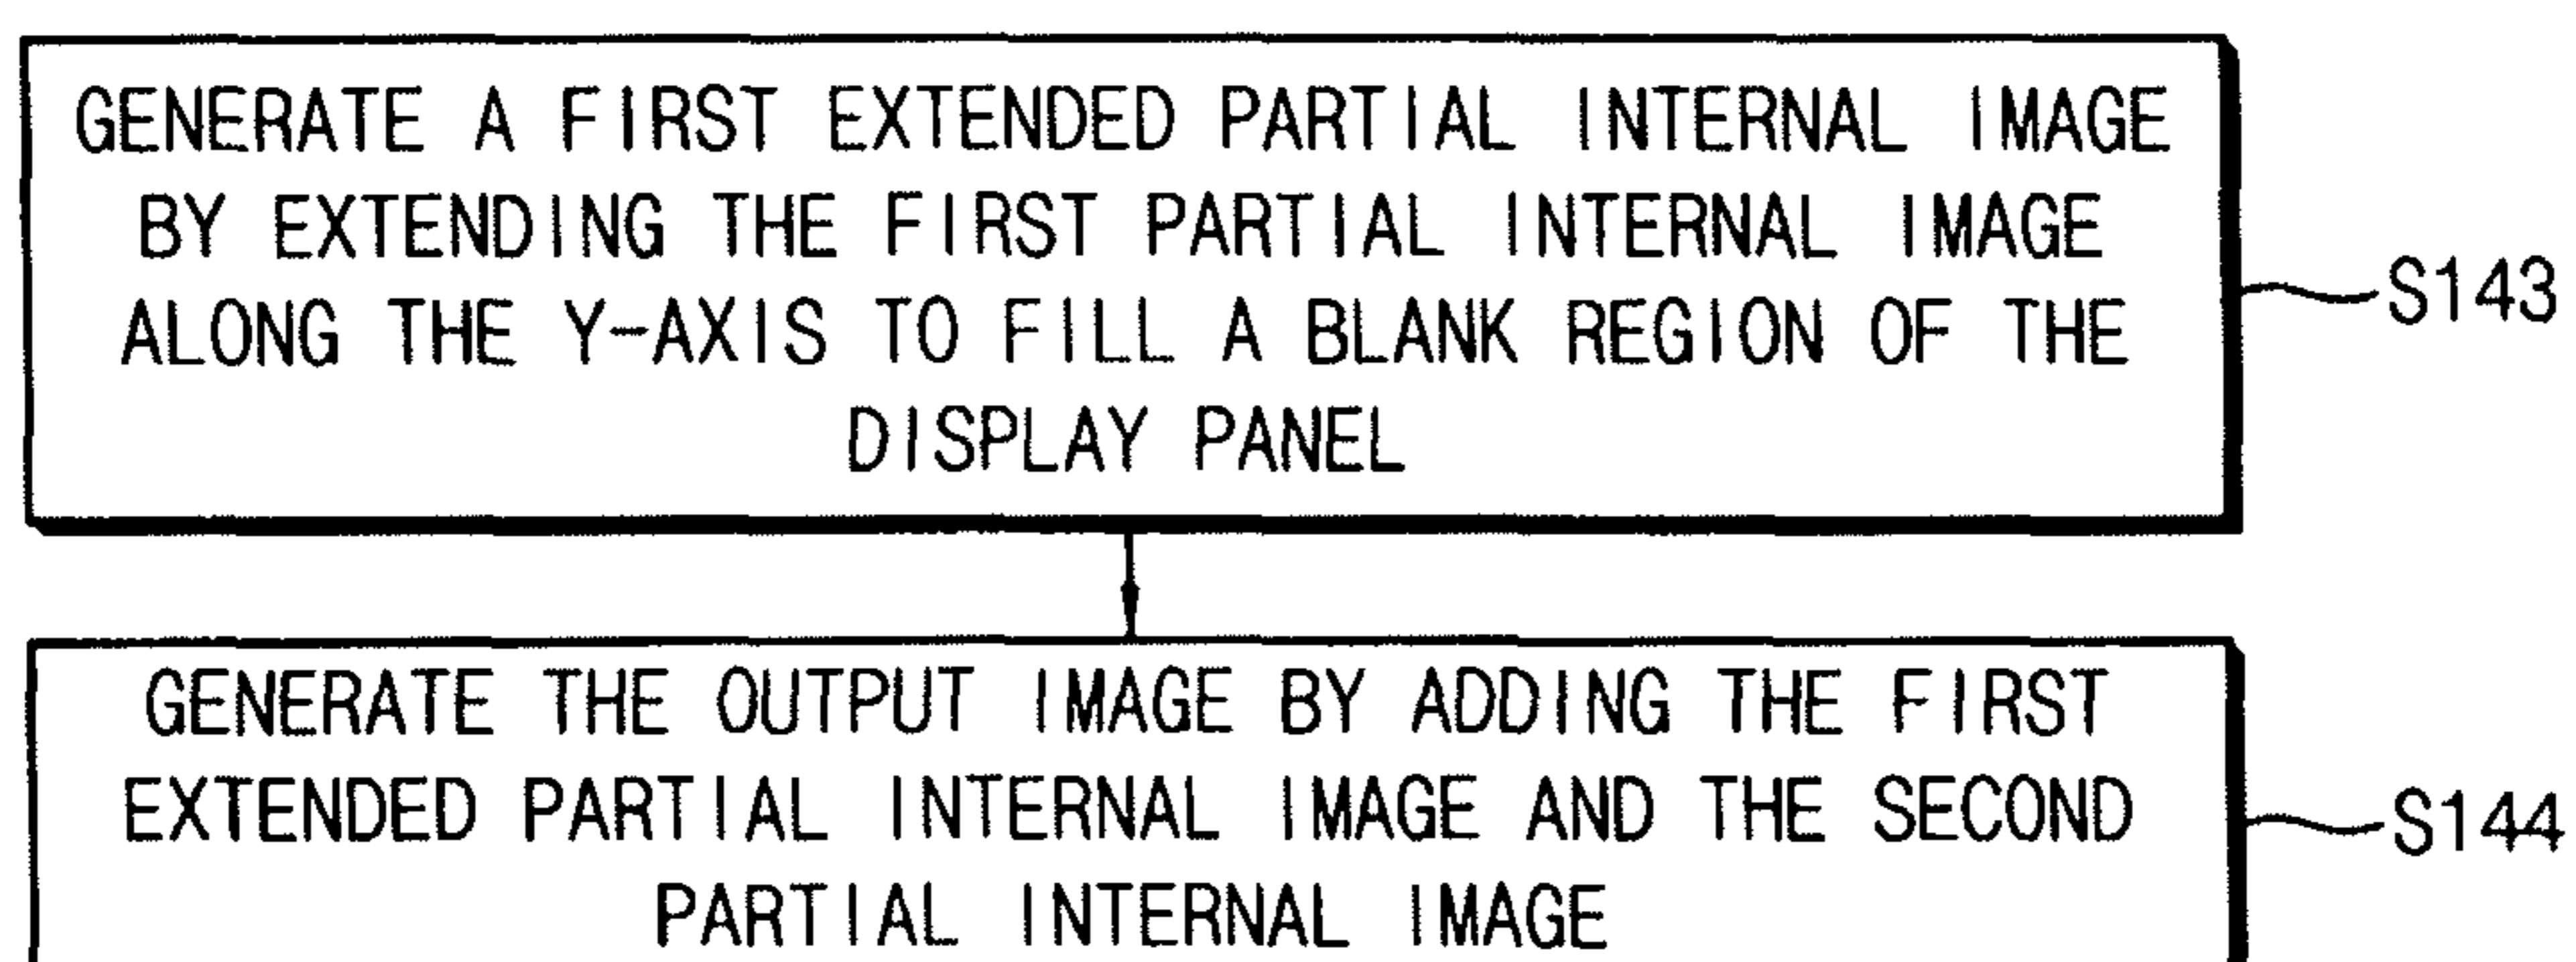 GENERATE A FIRST EXTENDED PARTIAL INTERNAL IMAGE
BY EXTENDING THE FIRST PARTIAL INTERNAL IMAGE
ALONG THE Y-AXIS TO FILL A BLANK REGION OF THE
DISPLAY PANEL
S143
GENERATE THE OUTPUT IMAGE BY ADDING THE FIRST
EXTENDED PARTIAL INTERNAL IMAGE AND THE SECOND
PARTIAL INTERNAL IMAGE
S144